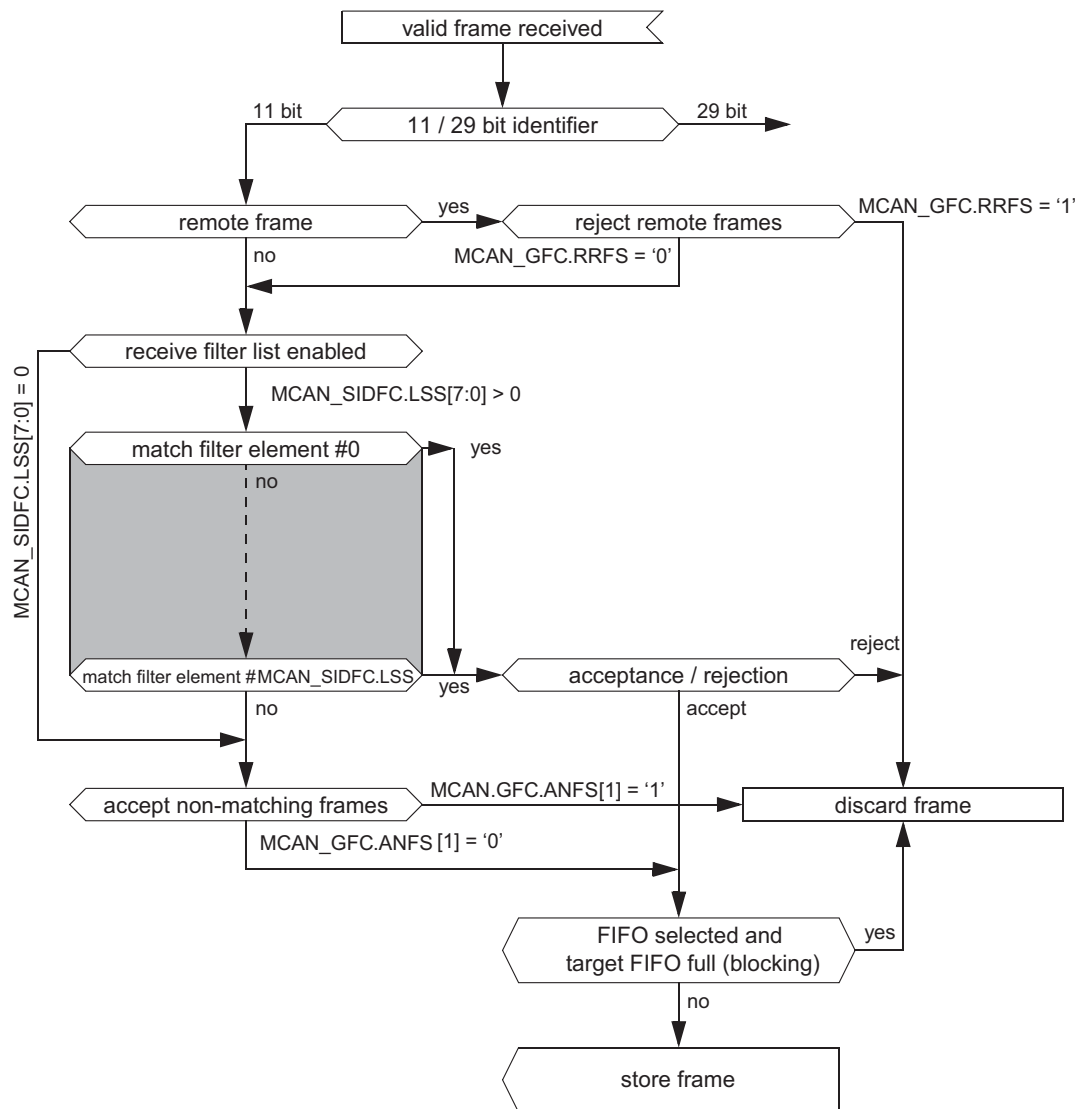 valid frame received
11 bit
11 / 29 bit identifier
29 bit
remote frame
yes
reject remote frames
MCAN_GFC.RRFS = ‘1’
no
MCAN_GFC.RRFS = ‘0’
receive filter list enabled
MCAN_SIDFC.LSS[7:0] = 0
MCAN_SIDFC.LSS[7:0] > 0
match filter element #0
yes
no
match filter element #MCAN_SIDFC.LSS
yes
acceptance / rejection
reject
no
accept
accept non-matching frames
MCAN.GFC.ANFS[1] = ‘1’
discard frame
MCAN_GFC.ANFS [1] = ‘0’
FIFO selected and
target FIFO full (blocking)
yes
no
store frame